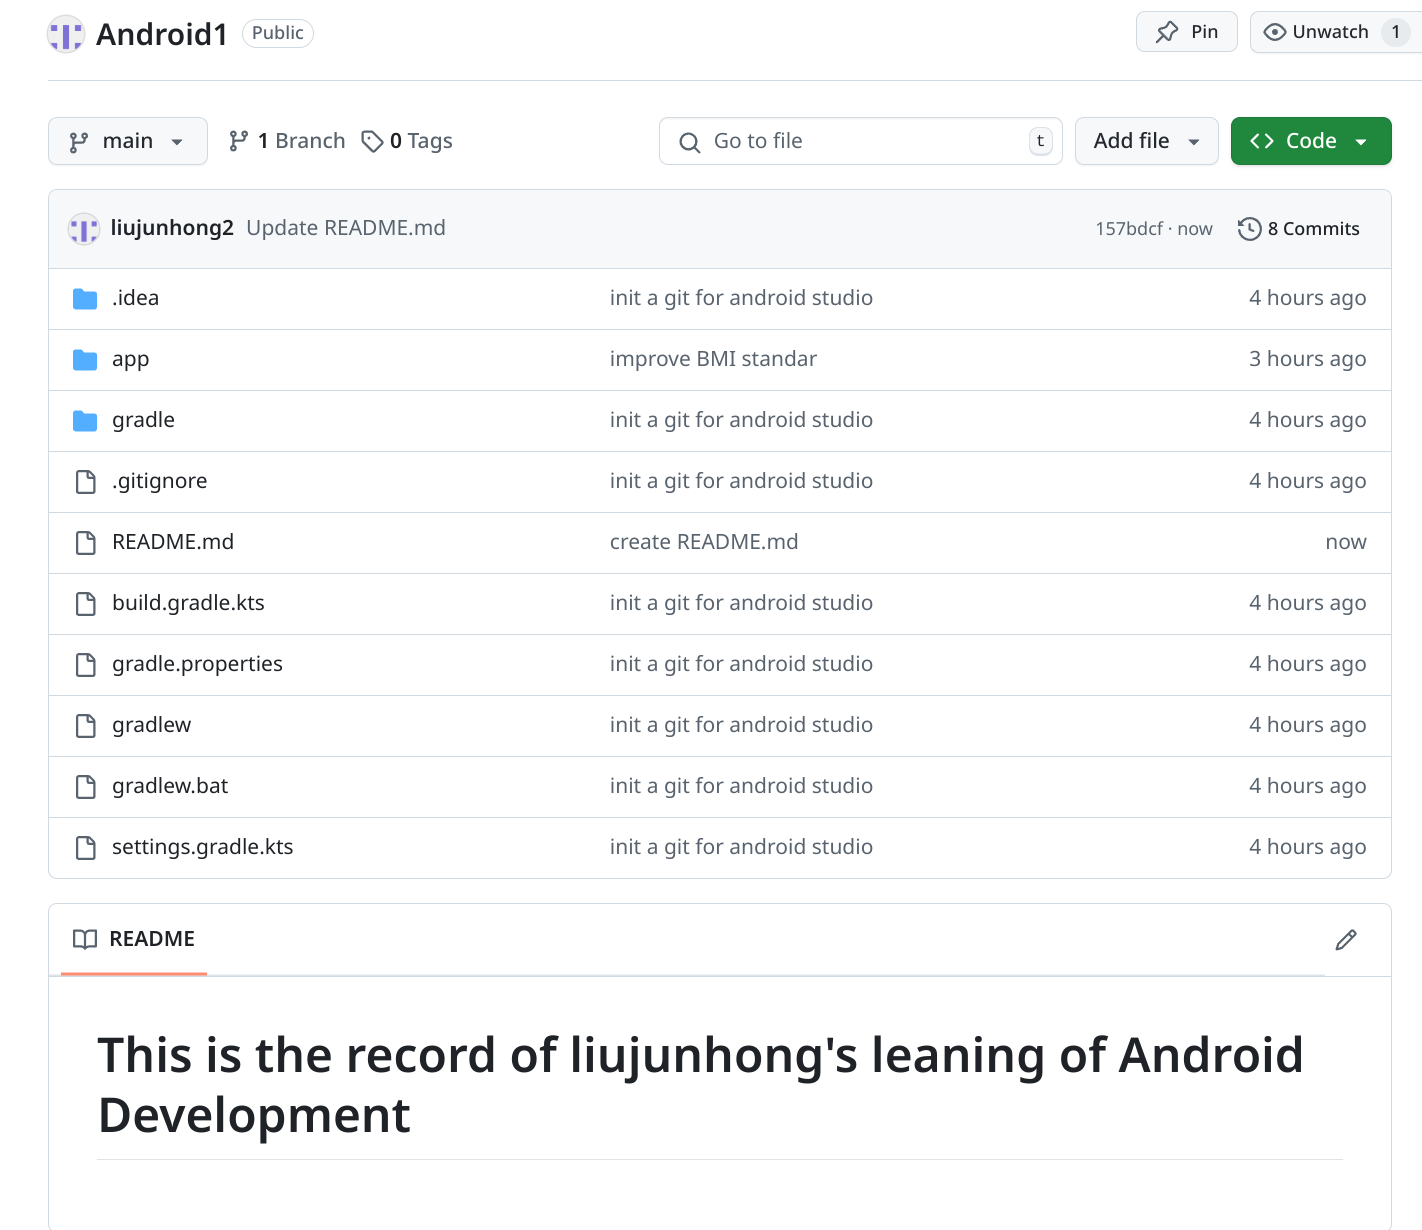 Android1 Public Pin Unwatch 1
main 1 Branch 0 Tags Go to file t Add file Code
liujunhong2 Update README.md 157bdcf · now 8 Commits
.idea init a git for android studio 4 hours ago
app improve BMI standar 3 hours ago
gradle init a git for android studio 4 hours ago
.gitignore init a git for android studio 4 hours ago
README.md create README.md now
build.gradle.kts init a git for android studio 4 hours ago
gradle.properties init a git for android studio 4 hours ago
gradlew init a git for android studio 4 hours ago
gradlew.bat init a git for android studio 4 hours ago
settings.gradle.kts init a git for android studio 4 hours ago
README
This is the record of liujunhong's leaning of Android
Development